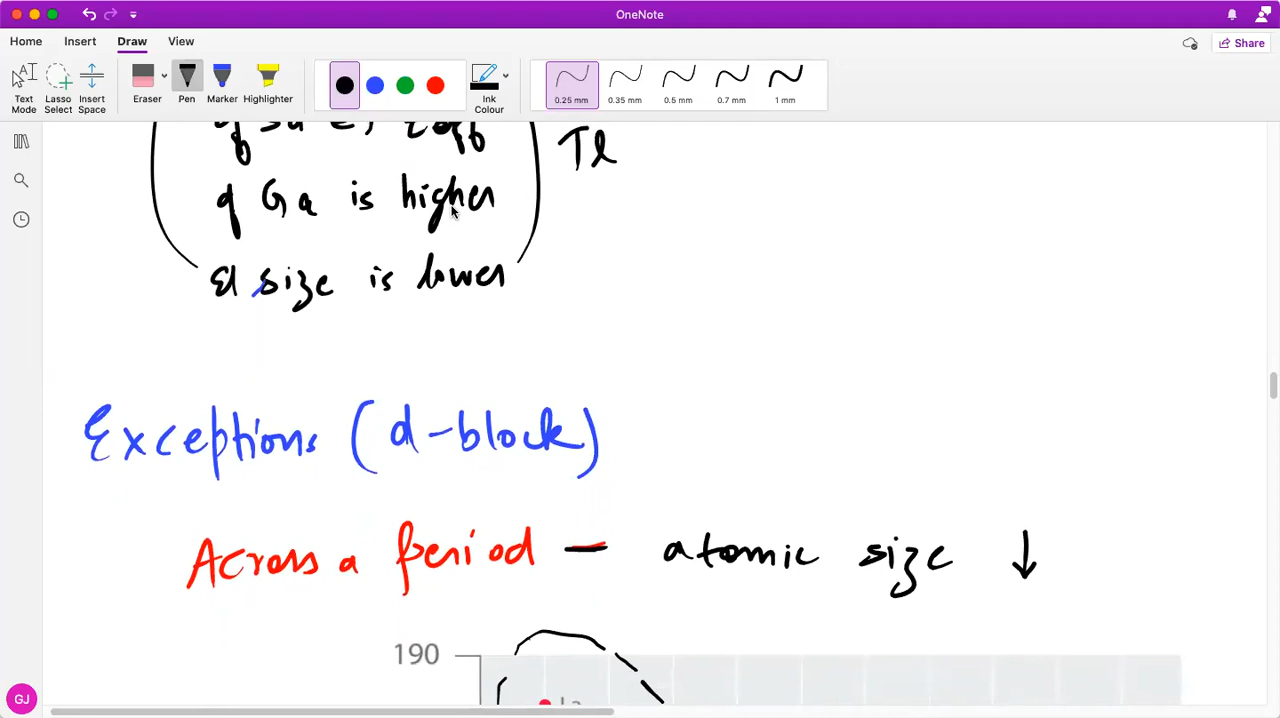 OneNote
Home Insert Draw View
Share
Text Mode
Lasso Select
Insert Space
Eraser
Pen
Marker
Highlighter
Ink Colour
0.25 mm
0.35 mm
0.5 mm
0.7 mm
1 mm
Tl
of Ga is higher
& size is lower
Exceptions (d-block)
Across a period – atomic size ↓
190
La
GJ